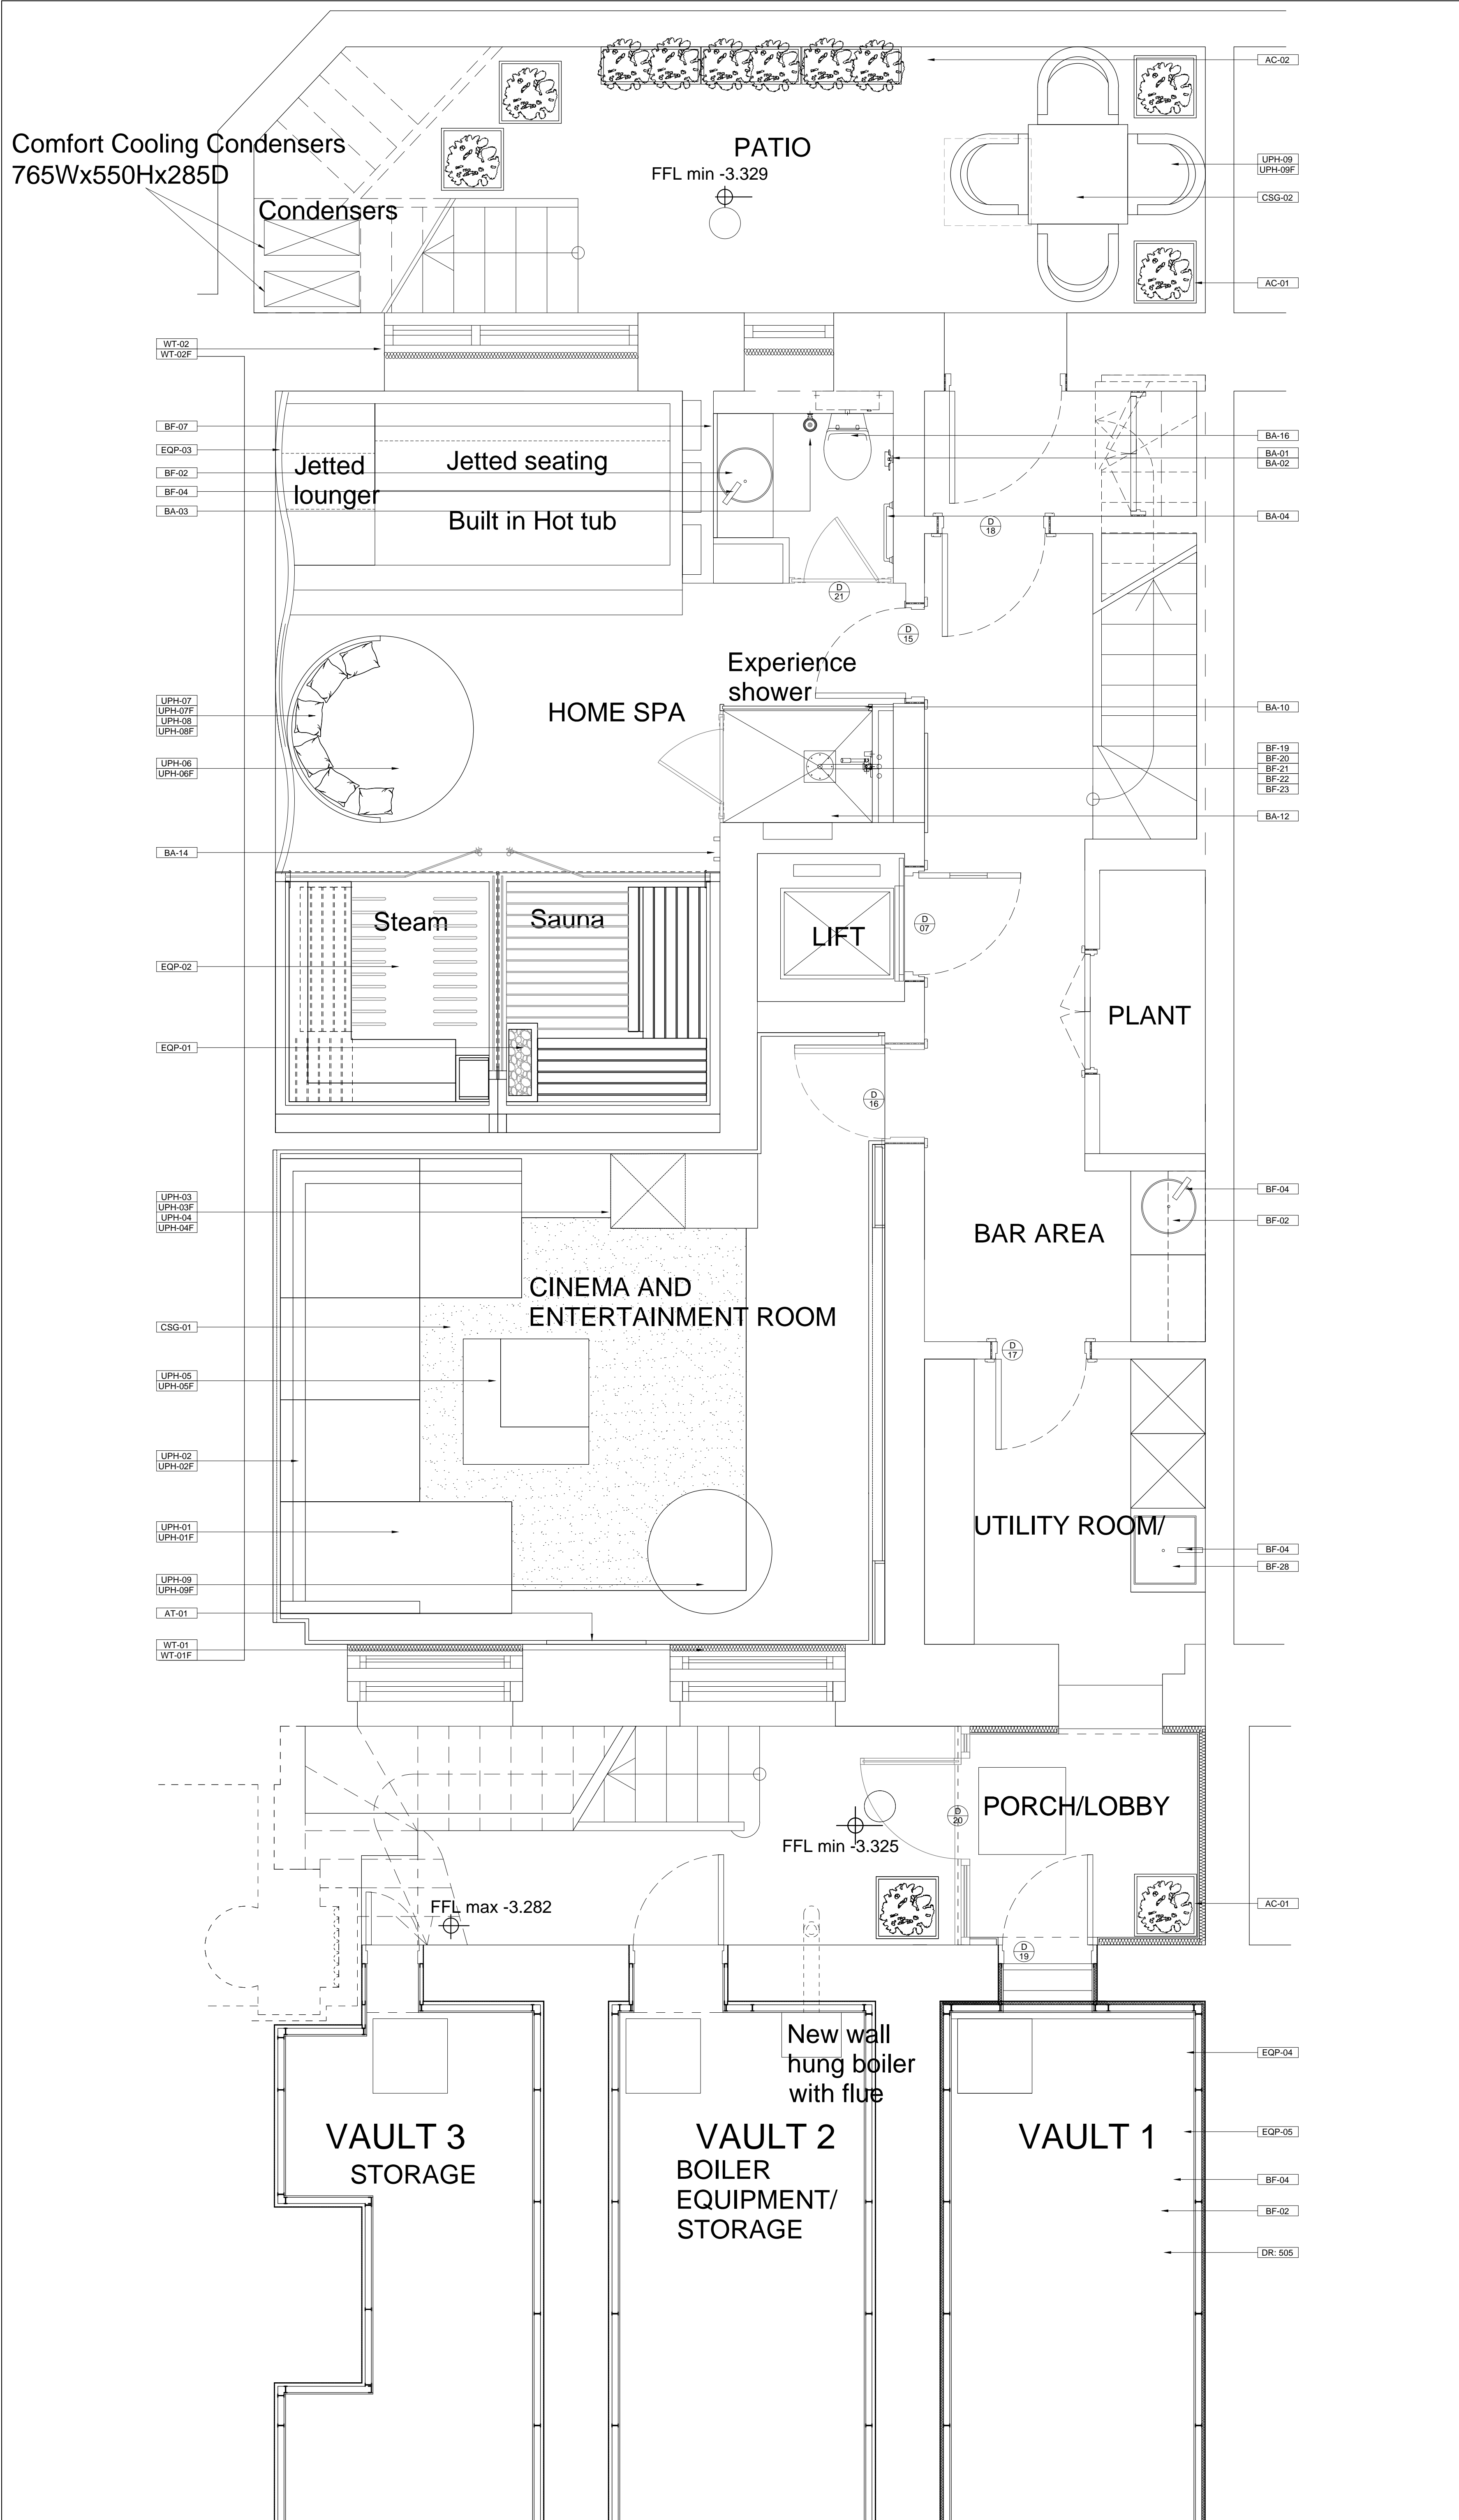 AC-02
Comfort Cooling Condensers
765Wx550Hx285D
PATIO
FFL min -3.329
UPH-09
UPH-09F
CSG-02
Condensers
AC-01
WT-02
WT-02F
BF-07
EQP-03
BF-02
BF-04
BA-03
Jetted
lounger
Jetted seating
Built in Hot tub
BA-16
BA-01
BA-02
BA-04
D
18
D
21
D
15
Experience
shower
HOME SPA
UPH-07
UPH-07F
UPH-08
UPH-08F
UPH-06
UPH-06F
BA-10
BF-19
BF-20
BF-21
BF-22
BF-23
BA-12
BA-14
Steam
Sauna
LIFT
D
07
EQP-02
PLANT
EQP-01
D
16
UPH-03
UPH-03F
UPH-04
UPH-04F
BF-04
BF-02
BAR AREA
CINEMA AND
ENTERTAINMENT ROOM
CSG-01
D
17
UPH-05
UPH-05F
UPH-02
UPH-02F
UPH-01
UPH-01F
UTILITY ROOM/
BF-04
BF-28
UPH-09
UPH-09F
AT-01
WT-01
WT-01F
PORCH/LOBBY
D
20
FFL min -3.325
FFL max -3.282
AC-01
D
19
New wall
hung boiler
with flue
EQP-04
VAULT 3
STORAGE
VAULT 2
BOILER
EQUIPMENT/
STORAGE
VAULT 1
EQP-05
BF-04
BF-02
DR: 505